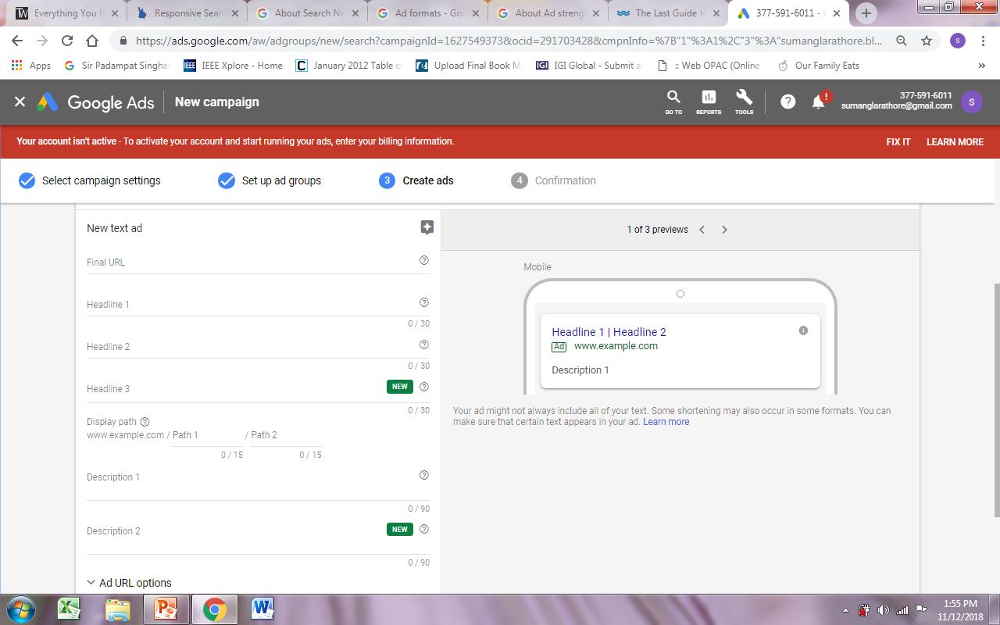 Everything You N
Responsive Searc
About Search Ne
Ad formats - Goo
About Ad streng
The Last Guide to
377-591-6011 - G
https://ads.google.com/aw/adgroups/new/search?campaignId=1627549373&ocid=291703428&cmpnInfo=%7B"1"%3A1%2C"3"%3A"sumanglarathore.bl...
S
Apps
G Sir Padampat Singha
IEEE IEEE Xplore - Home
C January 2012 Table o
Upload Final Book M
IGI IGI Global - Submit a
:: Web OPAC (Online
Our Family Eats
»
Google Ads
New campaign
GO TO
REPORTS
TOOLS
377-591-6011
sumanglarathore@gmail.com
S
Your account isn't active - To activate your account and start running your ads, enter your billing information.
FIX IT
LEARN MORE
Select campaign settings
Set up ad groups
3 Create ads
4 Confirmation
New text ad
1 of 3 previews
Final URL
Mobile
Headline 1
0 / 30
Headline 2
0 / 30
Headline 3
NEW
0 / 30
Display path
www.example.com / Path 1 / Path 2
0 / 15
0 / 15
Description 1
0 / 90
Description 2
NEW
0 / 90
Ad URL options
Headline 1 | Headline 2
Ad www.example.com
Description 1
Your ad might not always include all of your text. Some shortening may also occur in some formats. You can
make sure that certain text appears in your ad. Learn more
1:55 PM
11/12/2018